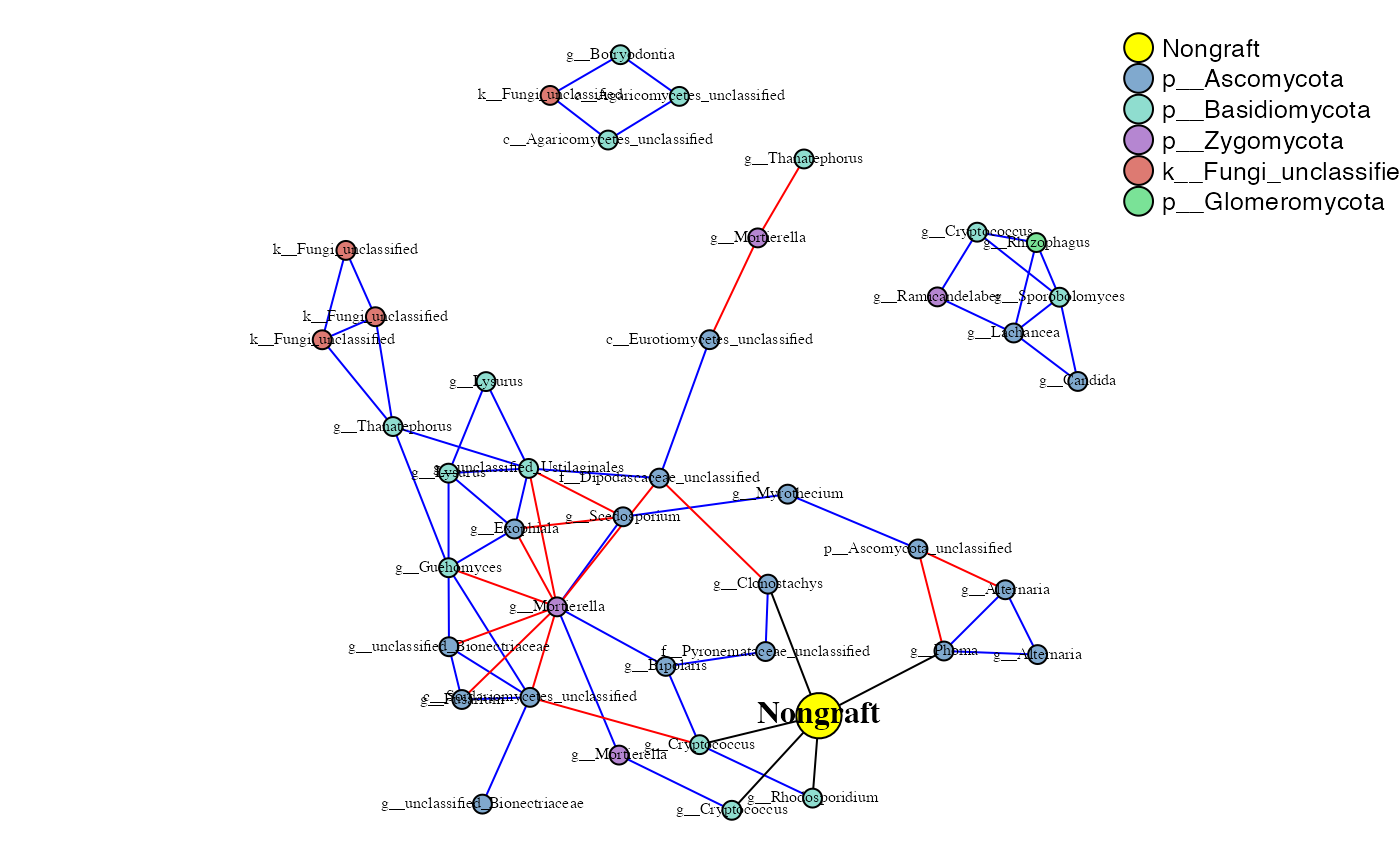 Nongraft
p__Ascomycota
p__Basidiomycota
p__Zygomycota
k__Fungi_unclassifie
p__Glomeromycota
g__Botryodontia
k__Fungi_unclassified
c__Agaricomycetes_unclassified
c__Agaricomycetes_unclassified
g__Thanatephorus
g__Mortierella
g__Cryptococcus
g__Rhizophagus
k__Fungi_unclassified
g__Ramicandelaber
g__Sporobolomyces
k__Fungi_unclassified
g__Lachancea
k__Fungi_unclassified
c__Eurotiomycetes_unclassified
g__Lysurus
g__Candida
g__Thanatephorus
g__unclassified_Ustilaginales
g__Lysurus
f__Dipodascaceae_unclassified
g__Myrothecium
g__Scedosporium
g__Exophiala
p__Ascomycota_unclassified
g__Guehomyces
g__Clonostachys
g__Alternaria
g__Mortierella
g__unclassified_Bionectriaceae
f__Pyronemataceae_unclassified
g__Phoma
g__Alternaria
g__Bipolaris
c__Sordariomycetes_unclassified
g__Fusarium
Nongraft
g__Cryptococcus
g__Mortierella
g__Rhodosporidium
g__unclassified_Bionectriaceae
g__Cryptococcus